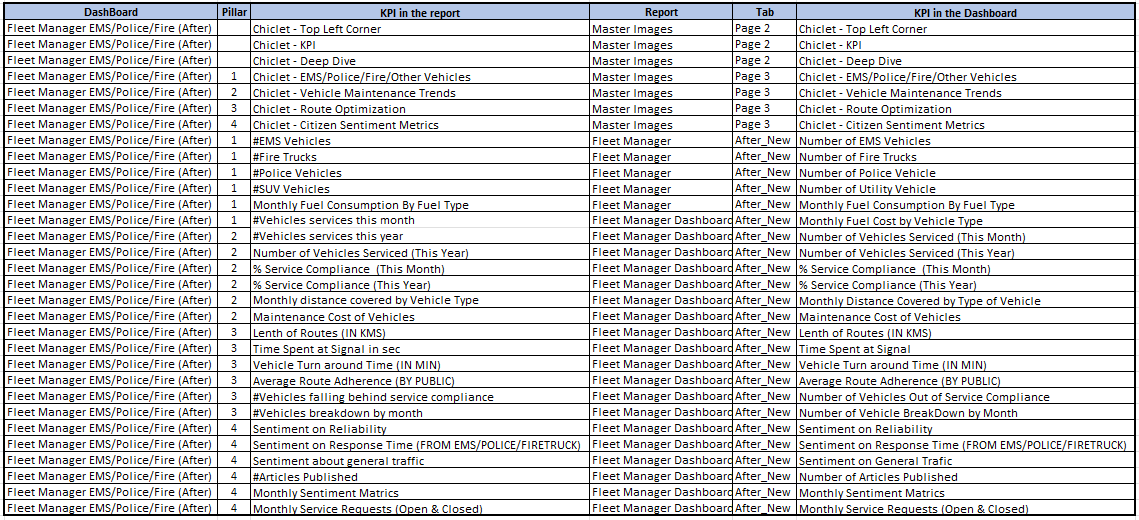 DashBoard Pillar KPI in the report Report Tab KPI in the Dashboard
Fleet Manager EMS/Police/Fire (After) Chiclet - Top Left Corner Master Images Page 2 Chiclet - Top Left Corner
Fleet Manager EMS/Police/Fire (After) Chiclet - KPI Master Images Page 2 Chiclet - KPI
Fleet Manager EMS/Police/Fire (After) Chiclet - Deep Dive Master Images Page 2 Chiclet - Deep Dive
Fleet Manager EMS/Police/Fire (After) 1 Chiclet - EMS/Police/Fire/Other Vehicles Master Images Page 3 Chiclet - EMS/Police/Fire/Other Vehicles
Fleet Manager EMS/Police/Fire (After) 2 Chiclet - Vehicle Maintenance Trends Master Images Page 3 Chiclet - Vehicle Maintenance Trends
Fleet Manager EMS/Police/Fire (After) 3 Chiclet - Route Optimization Master Images Page 3 Chiclet - Route Optimization
Fleet Manager EMS/Police/Fire (After) 4 Chiclet - Citizen Sentiment Metrics Master Images Page 3 Chiclet - Citizen Sentiment Metrics
Fleet Manager EMS/Police/Fire (After) 1 #EMS Vehicles Fleet Manager After_New Number of EMS Vehicles
Fleet Manager EMS/Police/Fire (After) 1 #Fire Trucks Fleet Manager After_New Number of Fire Trucks
Fleet Manager EMS/Police/Fire (After) 1 #Police Vehicles Fleet Manager After_New Number of Police Vehicle
Fleet Manager EMS/Police/Fire (After) 1 #SUV Vehicles Fleet Manager After_New Number of Utility Vehicle
Fleet Manager EMS/Police/Fire (After) 1 Monthly Fuel Consumption By Fuel Type Fleet Manager After_New Monthly Fuel Consumption By Fuel Type
Fleet Manager EMS/Police/Fire (After) 1 #Vehicles services this month Fleet Manager Dashboard After_New Monthly Fuel Cost by Vehicle Type
Fleet Manager EMS/Police/Fire (After) 2 #Vehicles services this year Fleet Manager Dashboard After_New Number of Vehicles Serviced (This Month)
Fleet Manager EMS/Police/Fire (After) 2 Number of Vehicles Serviced (This Year) Fleet Manager Dashboard After_New Number of Vehicles Serviced (This Year)
Fleet Manager EMS/Police/Fire (After) 2 % Service Compliance (This Month) Fleet Manager Dashboard After_New % Service Compliance (This Month)
Fleet Manager EMS/Police/Fire (After) 2 % Service Compliance (This Year) Fleet Manager Dashboard After_New % Service Compliance (This Year)
Fleet Manager EMS/Police/Fire (After) 2 Monthly distance covered by Vehicle Type Fleet Manager Dashboard After_New Monthly Distance Covered by Type of Vehicle
Fleet Manager EMS/Police/Fire (After) 2 Maintenance Cost of Vehicles Fleet Manager Dashboard After_New Maintenance Cost of Vehicles
Fleet Manager EMS/Police/Fire (After) 3 Lenth of Routes (IN KMS) Fleet Manager Dashboard After_New Lenth of Routes (IN KMS)
Fleet Manager EMS/Police/Fire (After) 3 Time Spent at Signal in sec Fleet Manager Dashboard After_New Time Spent at Signal
Fleet Manager EMS/Police/Fire (After) 3 Vehicle Turn around Time (IN MIN) Fleet Manager Dashboard After_New Vehicle Turn around Time (IN MIN)
Fleet Manager EMS/Police/Fire (After) 3 Average Route Adherence (BY PUBLIC) Fleet Manager Dashboard After_New Average Route Adherence (BY PUBLIC)
Fleet Manager EMS/Police/Fire (After) 3 #Vehicles falling behind service compliance Fleet Manager Dashboard After_New Number of Vehicles Out of Service Compliance
Fleet Manager EMS/Police/Fire (After) 3 #Vehicles breakdown by month Fleet Manager Dashboard After_New Number of Vehicle BreakDown by Month
Fleet Manager EMS/Police/Fire (After) 4 Sentiment on Reliability Fleet Manager Dashboard After_New Sentiment on Reliability
Fleet Manager EMS/Police/Fire (After) 4 Sentiment on Response Time (FROM EMS/POLICE/FIRETRUCK) Fleet Manager Dashboard After_New Sentiment on Response Time (FROM EMS/POLICE/FIRETRUCK)
Fleet Manager EMS/Police/Fire (After) 4 Sentiment about general traffic Fleet Manager Dashboard After_New Sentiment on General Trafic
Fleet Manager EMS/Police/Fire (After) 4 #Articles Published Fleet Manager Dashboard After_New Number of Articles Published
Fleet Manager EMS/Police/Fire (After) 4 Monthly Sentiment Matrics Fleet Manager Dashboard After_New Monthly Sentiment Matrics
Fleet Manager EMS/Police/Fire (After) 4 Monthly Service Requests (Open & Closed) Fleet Manager Dashboard After_New Monthly Service Requests (Open & Closed)